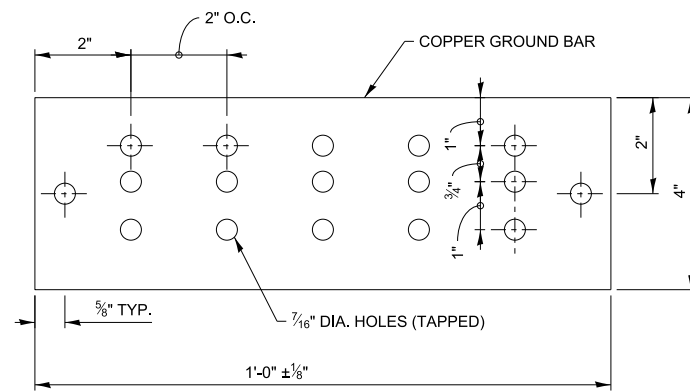 2" O.C.
2"
COPPER GROUND BAR
1"
2"
¾"
4"
1"
⅝" TYP.
7⁄16" DIA. HOLES (TAPPED)
1'-0" ±⅛"